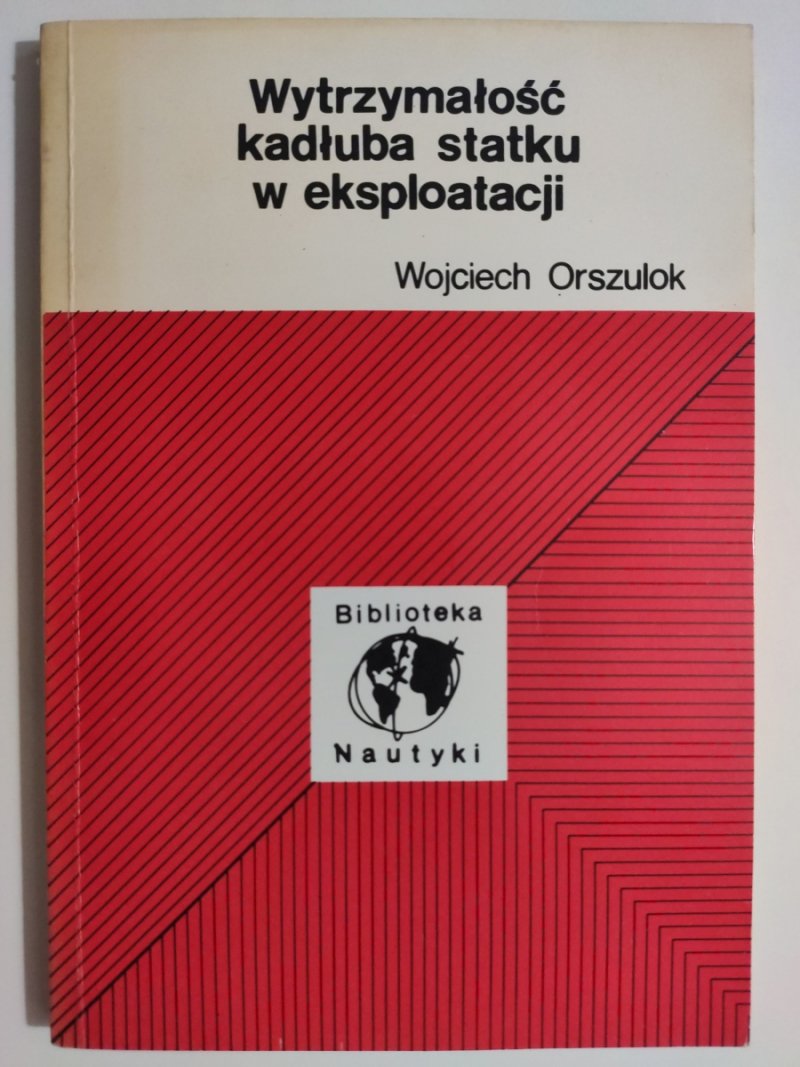 Wytrzymałość
kadłuba statku
w eksploatacji
Wojciech Orszulok
Biblioteka
Nautyki